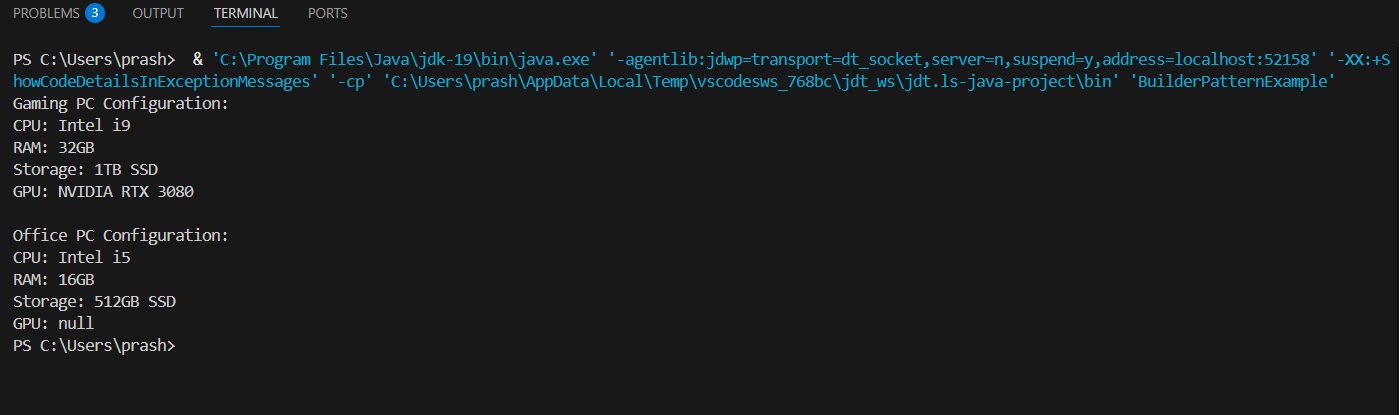 PROBLEMS 3 OUTPUT TERMINAL PORTS
PS C:\Users\prash>  & 'C:\Program Files\Java\jdk-19\bin\java.exe' '-agentlib:jdwp=transport=dt_socket,server=n,suspend=y,address=localhost:52158' '-XX:+S
howCodeDetailsInExceptionMessages' '-cp' 'C:\Users\prash\AppData\Local\Temp\vscodesws_768bc\jdt_ws\jdt.ls-java-project\bin' 'BuilderPatternExample'
Gaming PC Configuration:
CPU: Intel i9
RAM: 32GB
Storage: 1TB SSD
GPU: NVIDIA RTX 3080
Office PC Configuration:
CPU: Intel i5
RAM: 16GB
Storage: 512GB SSD
GPU: null
PS C:\Users\prash>